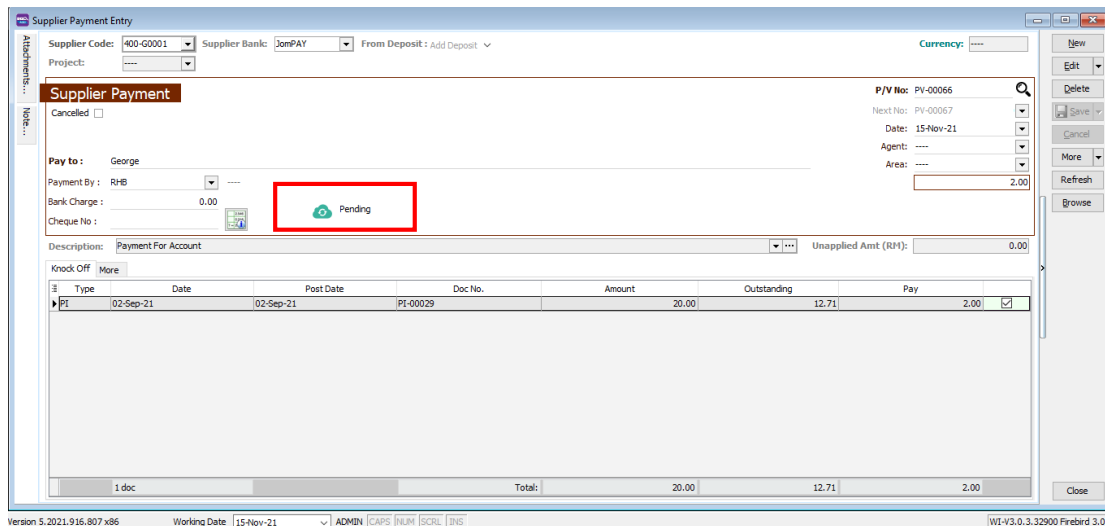 Supplier Payment Entry
Attachments...
Note...
Supplier Code: 400-G0001 Supplier Bank: JomPAY From Deposit : Add Deposit Currency: ----
Project: ----
Supplier Payment
Cancelled
P/V No: PV-00066
Next No: PV-00067
Date: 15-Nov-21
Agent: ----
Area: ----
Pay to : George
Payment By : RHB ----
2.00
Bank Charge : 0.00
Pending
Cheque No :
Description: Payment For Account Unapplied Amt (RM): 0.00
Knock Off More
Type Date Post Date Doc No. Amount Outstanding Pay
PI 02-Sep-21 02-Sep-21 PI-00029 20.00 12.71 2.00
1 doc Total: 20.00 12.71 2.00
New
Edit
Delete
Save
Cancel
More
Refresh
Browse
Close
Version 5.2021.916.807 x86 Working Date 15-Nov-21 ADMIN CAPS NUM SCRL INS WI-V3.0.3.32900 Firebird 3.0